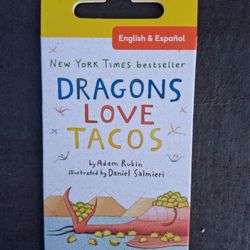 English & Español
NEW YORK TIMES bestseller
DRAGONS
LOVE
TACOS
by Adam Rubin
illustrated by Daniel Salmieri